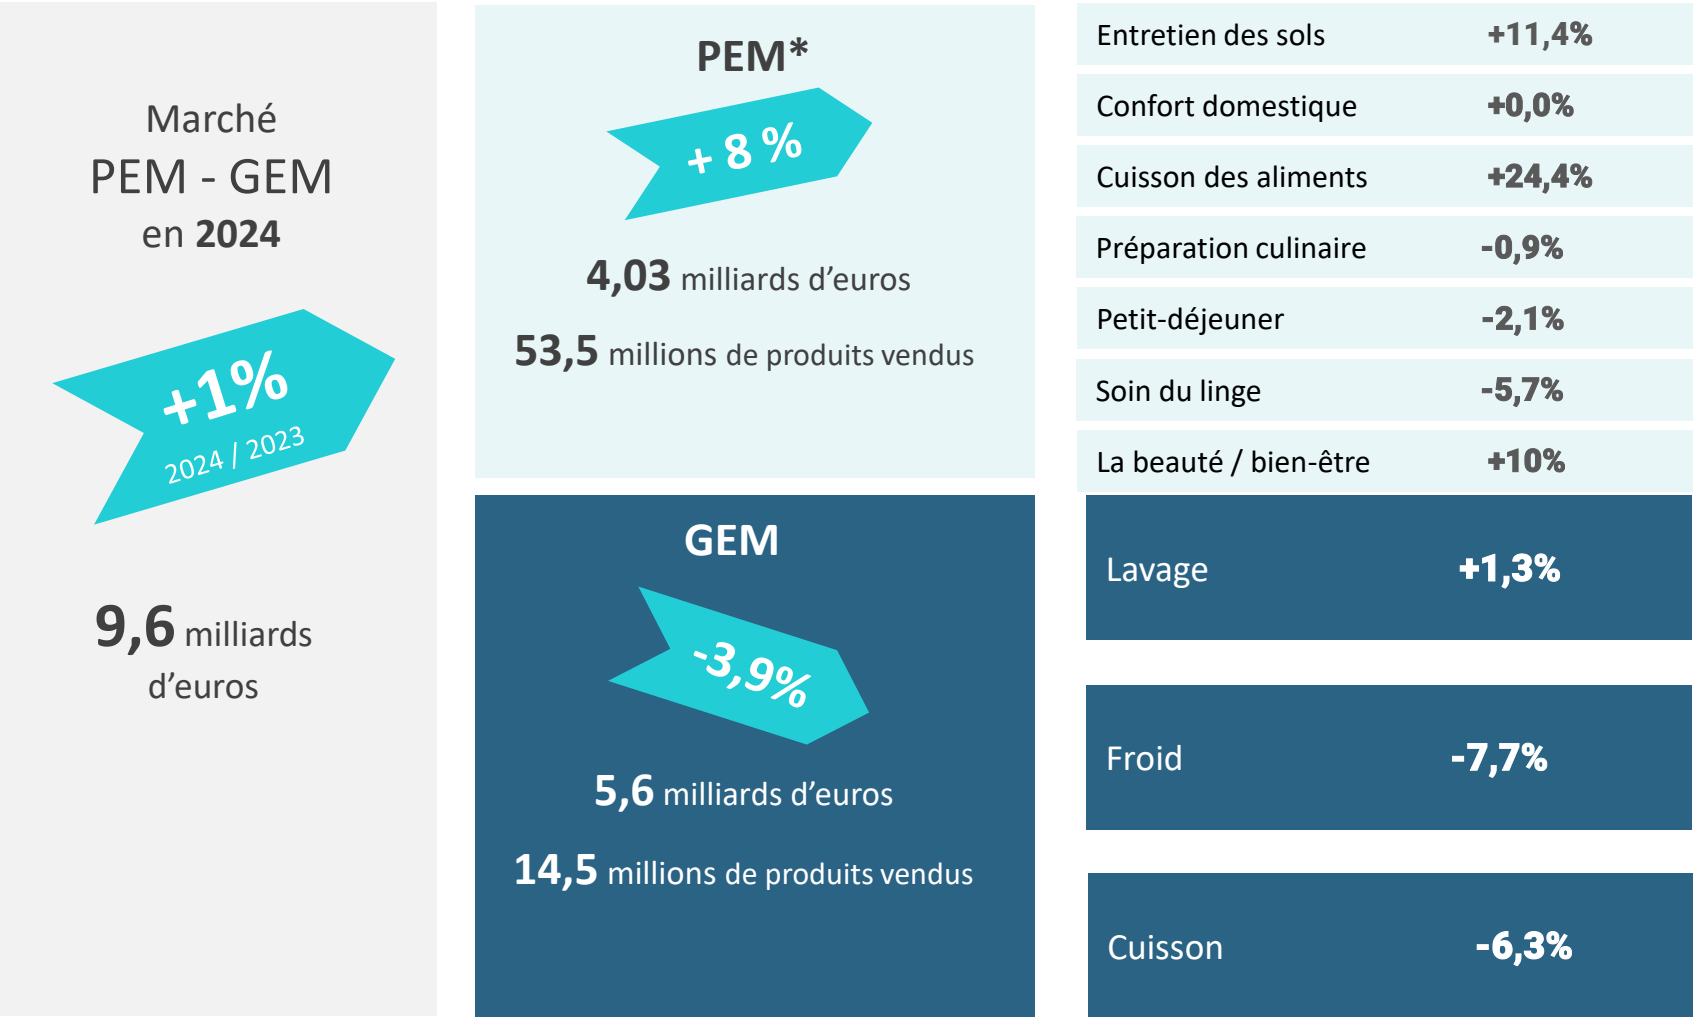 Marché
PEM - GEM
en 2024
+1%
2024 / 2023
9,6 milliards
d’euros
PEM*
+ 8 %
4,03 milliards d’euros
53,5 millions de produits vendus
GEM
-3,9%
5,6 milliards d’euros
14,5 millions de produits vendus
Entretien des sols +11,4%
Confort domestique +0,0%
Cuisson des aliments +24,4%
Préparation culinaire -0,9%
Petit-déjeuner -2,1%
Soin du linge -5,7%
La beauté / bien-être +10%
Lavage +1,3%
Froid -7,7%
Cuisson -6,3%